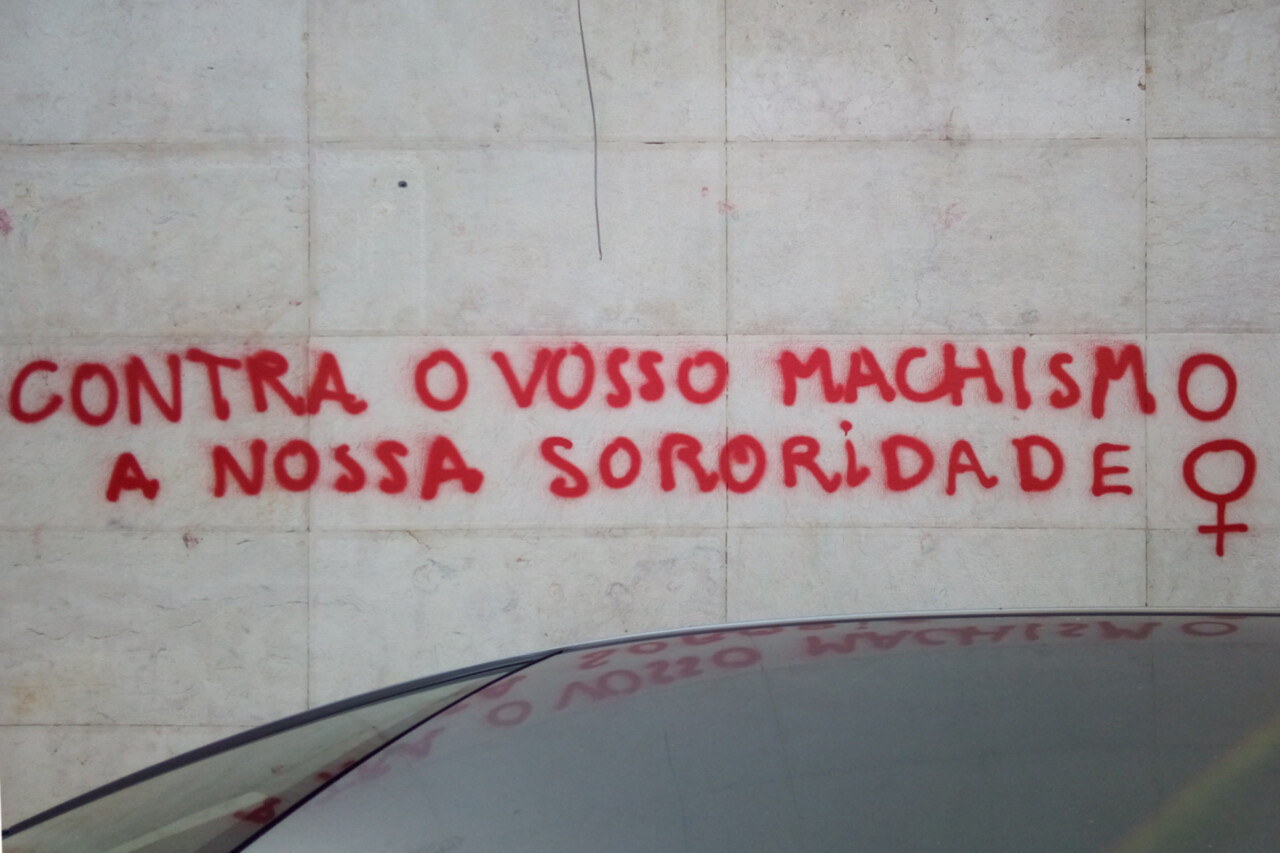 CONTRA O VOSSO MACHISMO
A NOSSA SORORiDADE ♀